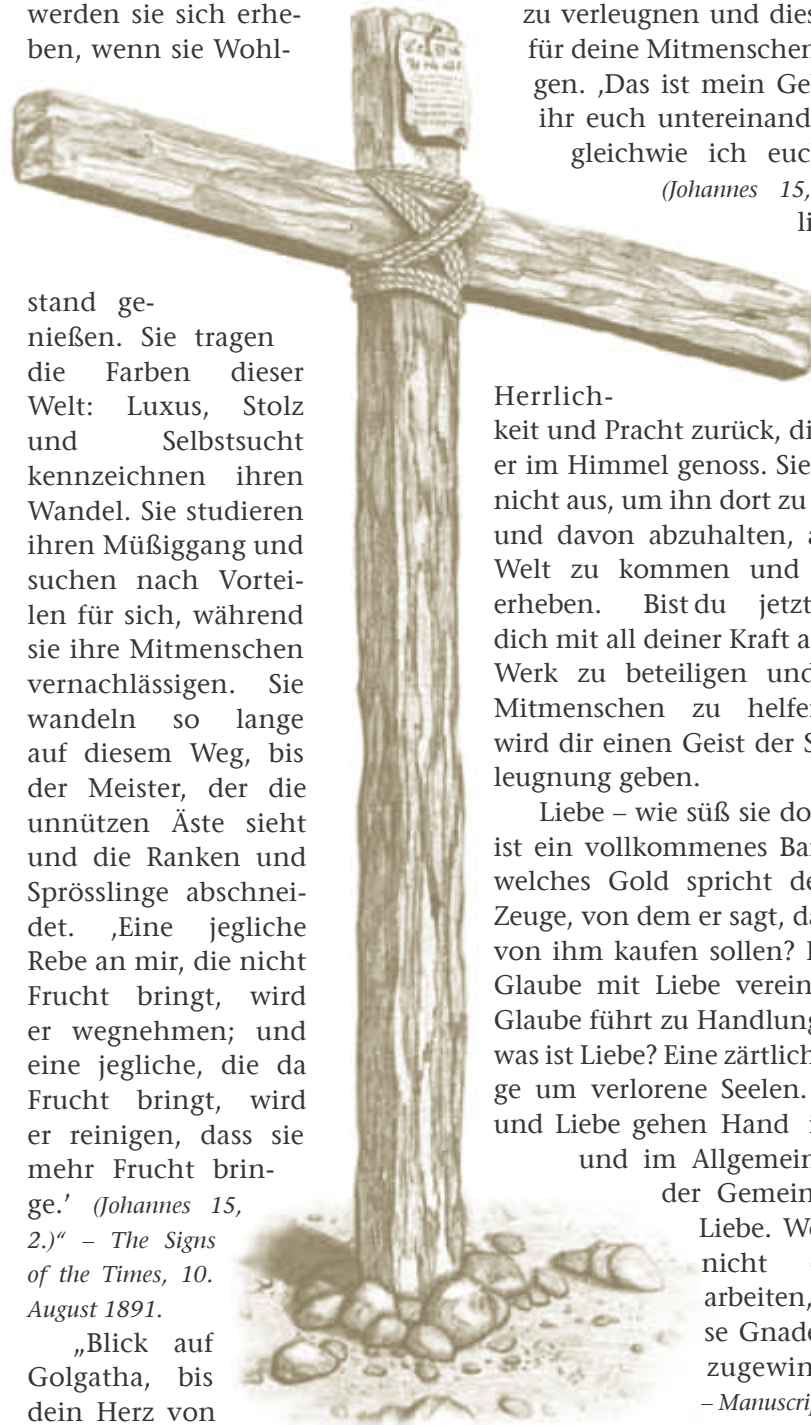 werden sie sich erhe-
ben, wenn sie Wohl-
stand ge-
nießen. Sie tragen
die Farben dieser
Welt: Luxus, Stolz
und Selbstsucht
kennzeichnen ihren
Wandel. Sie studieren
ihren Müßiggang und
suchen nach Vortei-
len für sich, während
sie ihre Mitmenschen
vernachlässigen. Sie
wandeln so lange
auf diesem Weg, bis
der Meister, der die
unnützen Äste sieht
und die Ranken und
Sprösslinge abschnei-
det. ‚Eine jegliche
Rebe an mir, die nicht
Frucht bringt, wird
er wegnehmen; und
eine jegliche, die da
Frucht bringt, wird
er reinigen, dass sie
mehr Frucht brin-
ge.’ (Johannes 15,
2.)“ – The Signs
of the Times, 10.
August 1891.
„Blick auf
Golgatha, bis
dein Herz von
zu verleugnen und dies
für deine Mitmenschen
gen. ‚Das ist mein Ge
ihr euch untereinand
gleichwie ich euc
(Johannes 15,
li
Herrlich-
keit und Pracht zurück, di
er im Himmel genoss. Sie
nicht aus, um ihn dort zu
und davon abzuhalten, a
Welt zu kommen und
erheben. Bist du jetzt
dich mit all deiner Kraft a
Werk zu beteiligen und
Mitmenschen zu helfe
wird dir einen Geist der S
leugnung geben.
Liebe – wie süß sie do
ist ein vollkommenes Ba
welches Gold spricht de
Zeuge, von dem er sagt, da
von ihm kaufen sollen?
Glaube mit Liebe verein
Glaube führt zu Handlung
was ist Liebe? Eine zärtlich
ge um verlorene Seelen.
und Liebe gehen Hand i
und im Allgemein
der Gemein
Liebe. We
nicht
arbeiten,
se Gnade
zugewin
– Manuscri